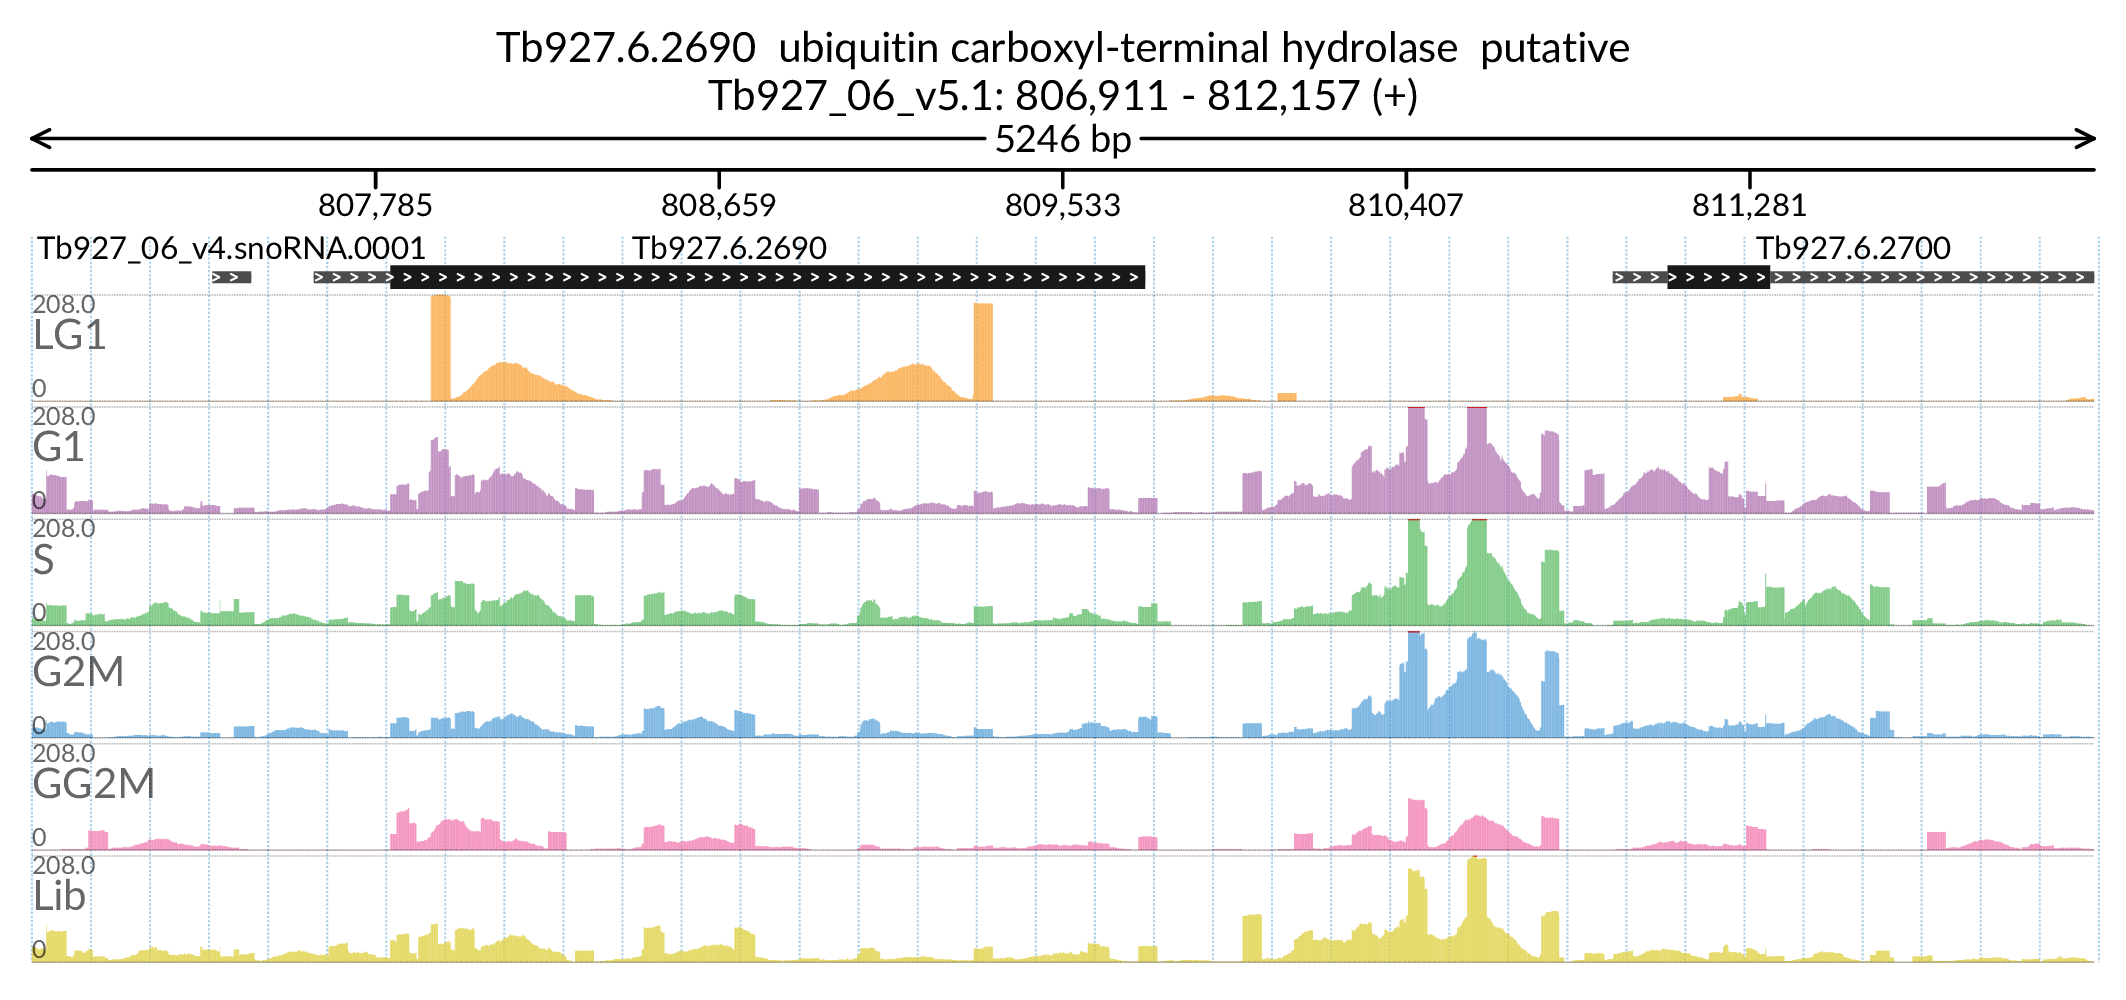 Tb927.6.2690  ubiquitin carboxyl-terminal hydrolase  putative
Tb927_06_v5.1: 806,911 - 812,157 (+)
5246 bp
807,785 808,659 809,533 810,407 811,281
Tb927_06_v4.snoRNA.0001 Tb927.6.2690 Tb927.6.2700
208.0
LG1
0
208.0
G1
0
208.0
S
0
208.0
G2M
0
208.0
GG2M
0
208.0
Lib
0